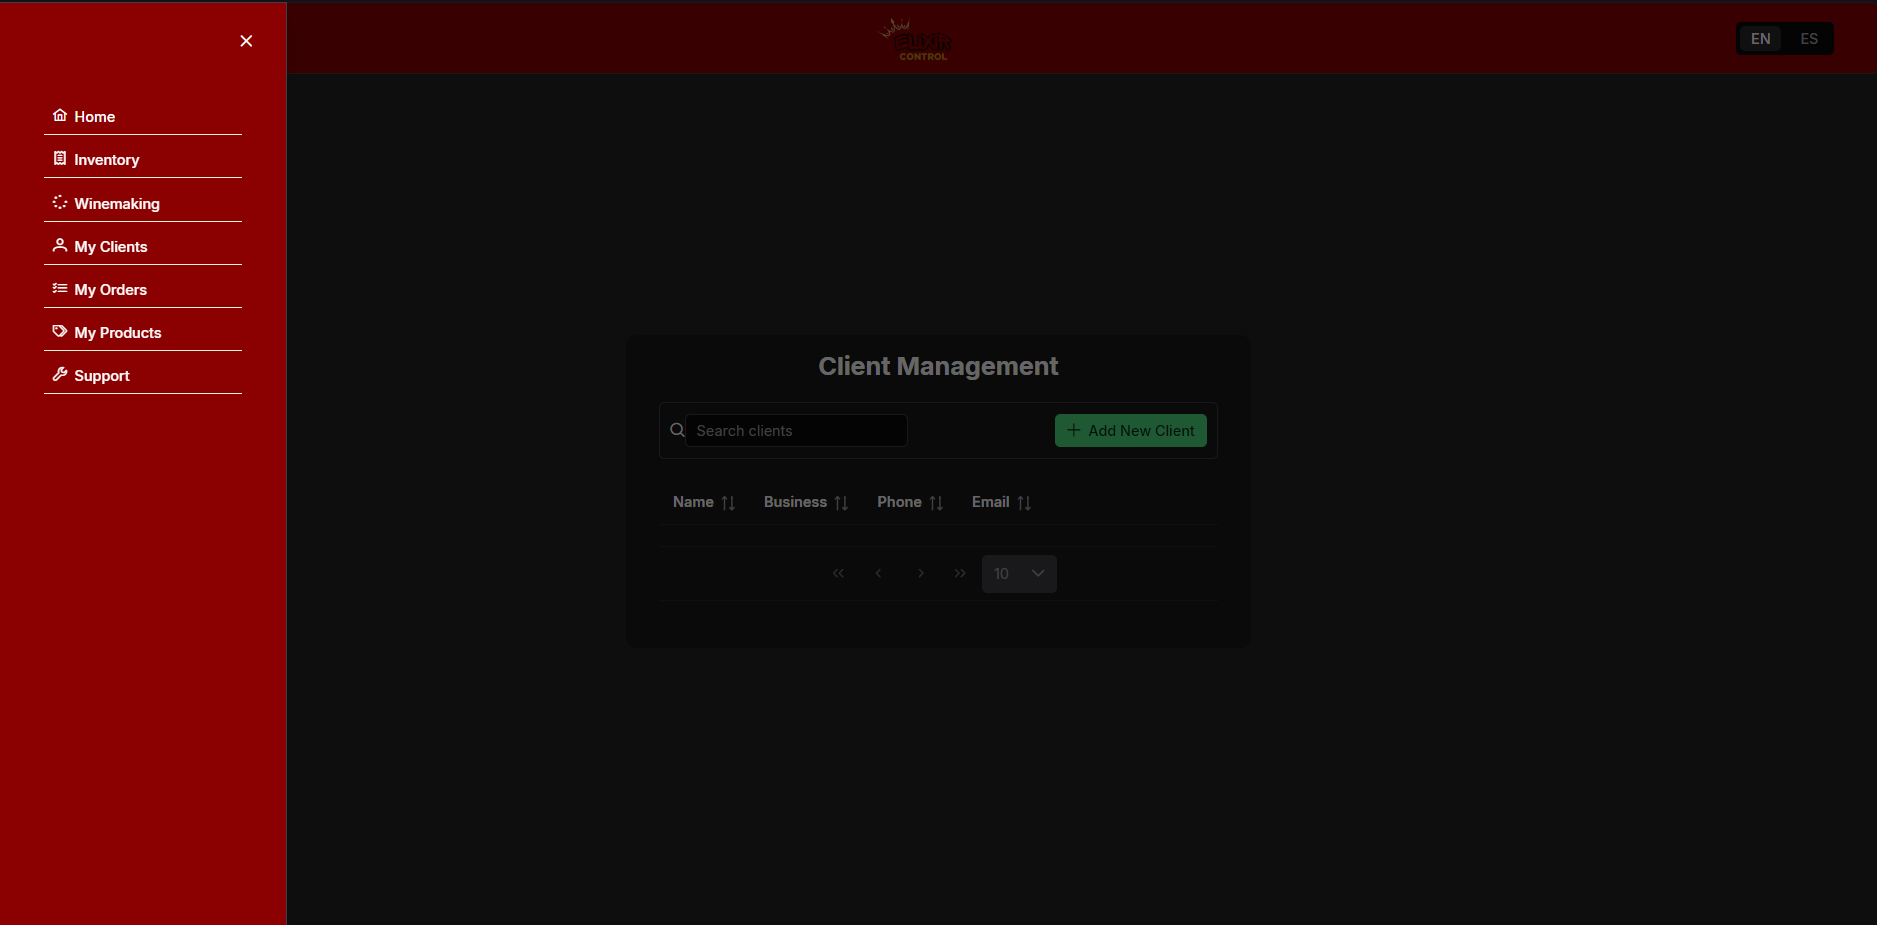 ELIXIR
CONTROL
EN ES
Home
Inventory
Winemaking
My Clients
My Orders
My Products
Support
Client Management
Search clients
Add New Client
Name Business Phone Email
10